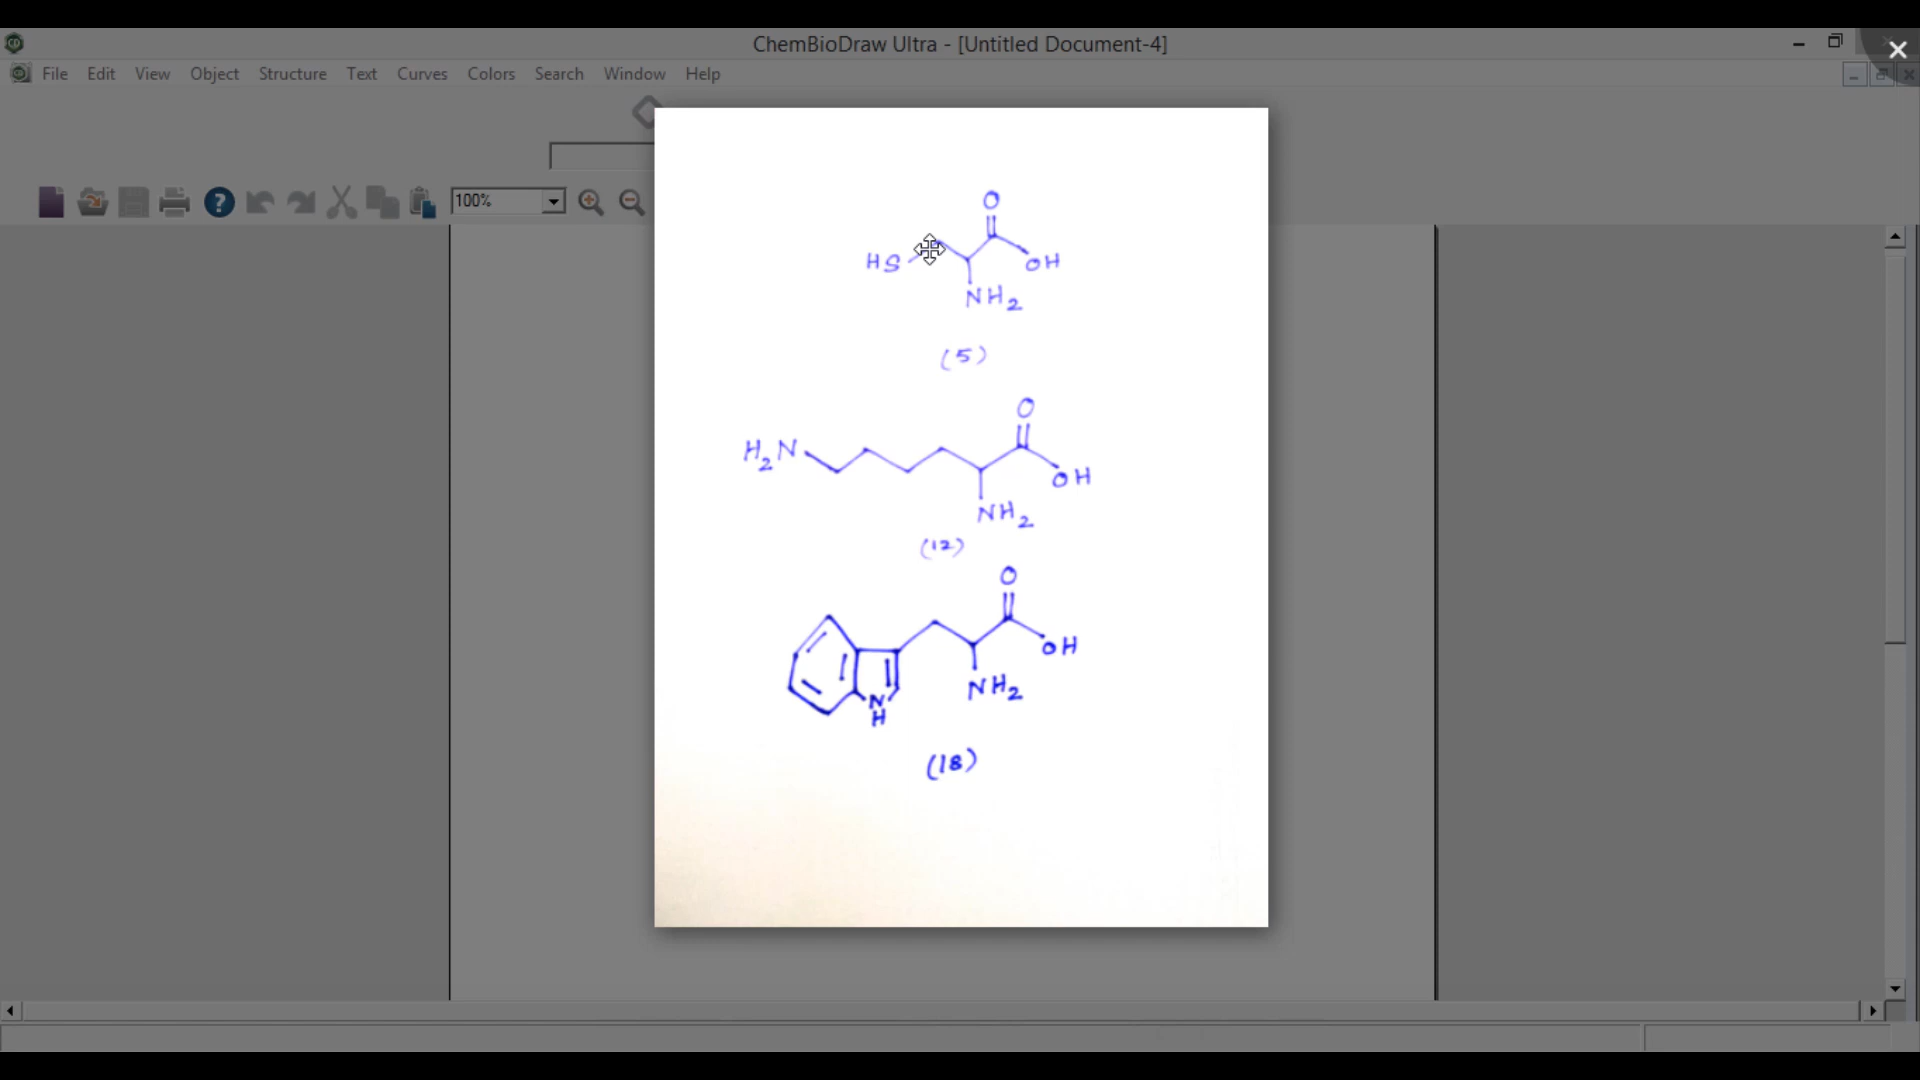 ChemBioDraw Ultra - [Untitled Document-4]
File Edit View Object Structure Text Curves Colors Search Window Help
100%
O
HS
OH
NH2
(5)
O
H2N
OH
NH2
(12)
O
OH
NH2
N
H
(18)